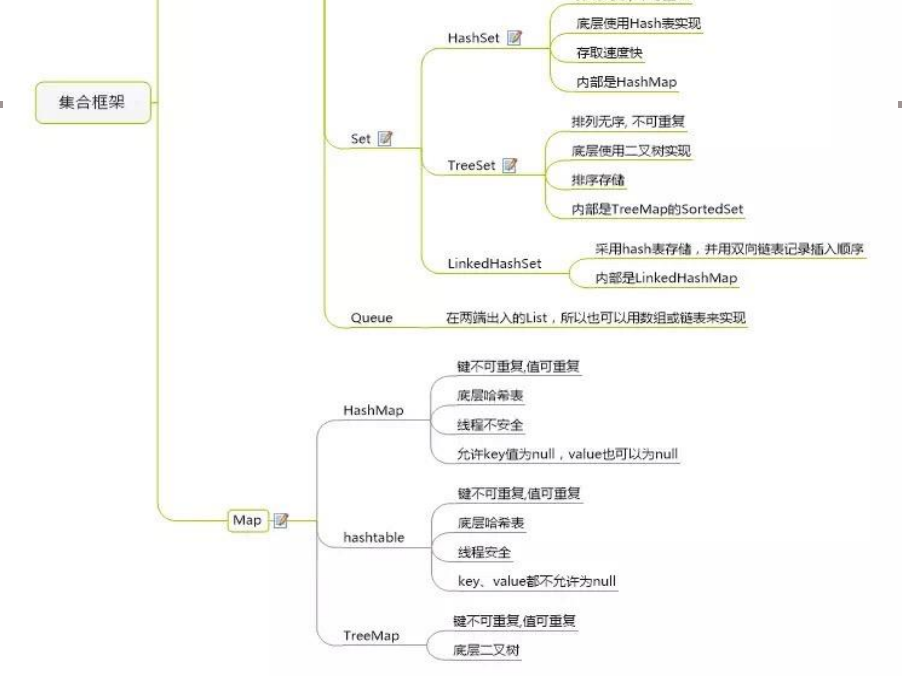 集合框架
Set
HashSet
底层使用Hash表实现
存取速度快
内部是HashMap
TreeSet
排列无序, 不可重复
底层使用二叉树实现
排序存储
内部是TreeMap的SortedSet
LinkedHashSet
采用hash表存储，并用双向链表记录插入顺序
内部是LinkedHashMap
Queue
在两端出入的List，所以也可以用数组或链表来实现
Map
HashMap
键不可重复,值可重复
底层哈希表
线程不安全
允许key值为null，value也可以为null
hashtable
键不可重复,值可重复
底层哈希表
线程安全
key、value都不允许为null
TreeMap
键不可重复,值可重复
底层二叉树